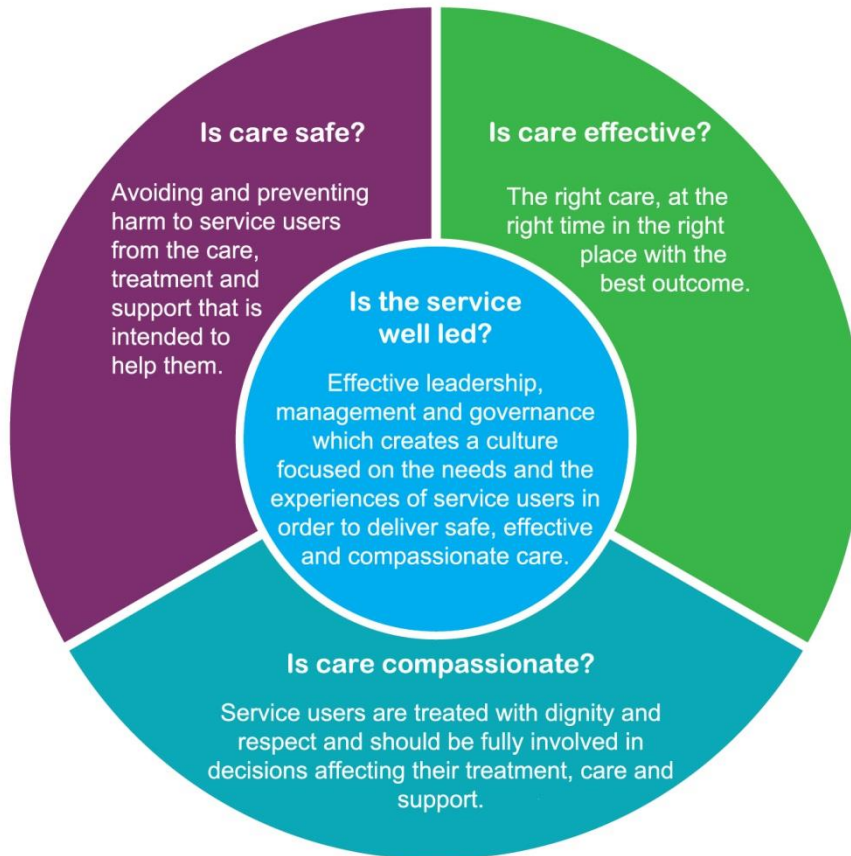 Is care safe?
Avoiding and preventing
harm to service users
from the care,
treatment and
support that is
intended to
help them.
Is care effective?
The right care, at the
right time in the right
place with the
best outcome.
Is the service
well led?
Effective leadership,
management and governance
which creates a culture
focused on the needs and the
experiences of service users in
order to deliver safe, effective
and compassionate care.
Is care compassionate?
Service users are treated with dignity and
respect and should be fully involved in
decisions affecting their treatment, care and
support.